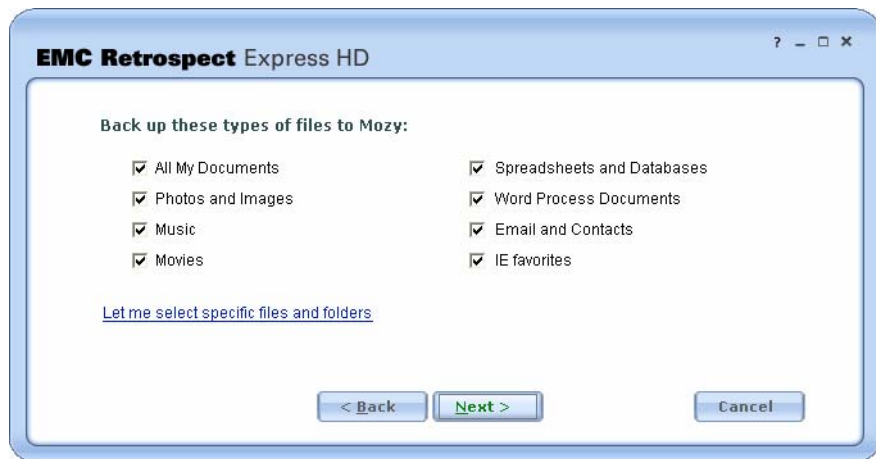 EMC Retrospect Express HD
? _ □ ×
Back up these types of files to Mozy:
All My Documents
Photos and Images
Music
Movies
Spreadsheets and Databases
Word Process Documents
Email and Contacts
IE favorites
Let me select specific files and folders
< Back
Next >
Cancel